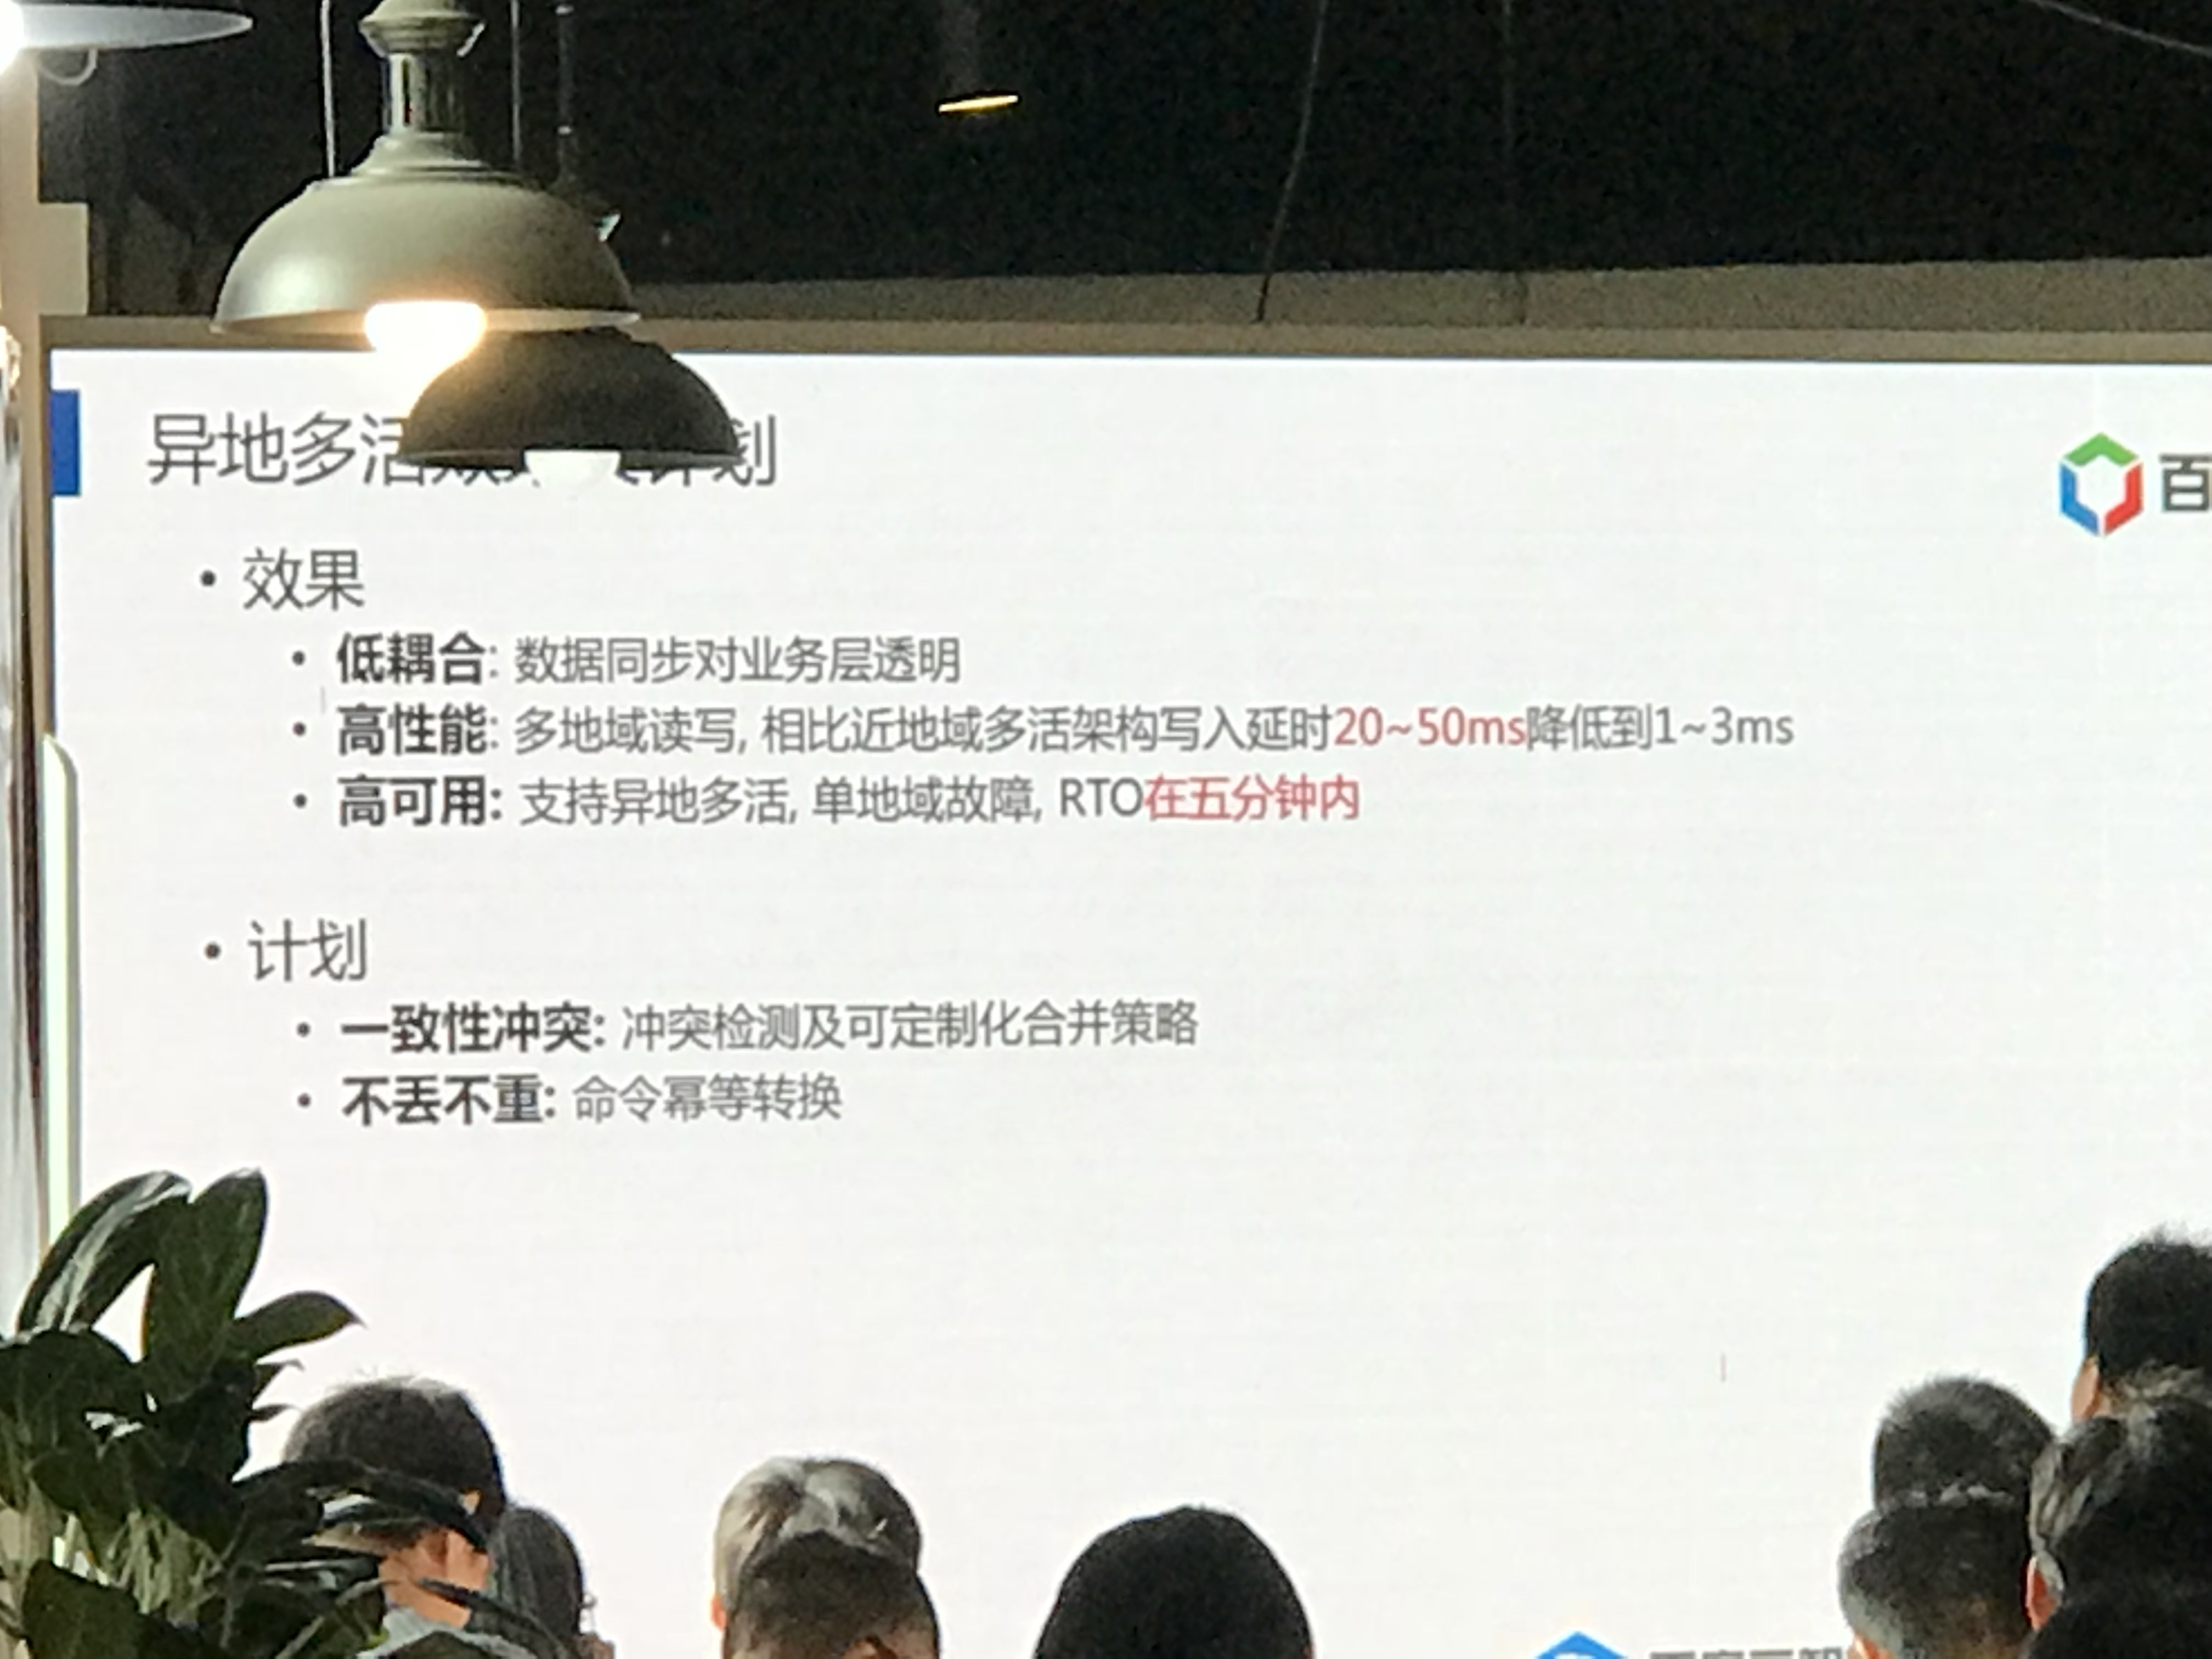 异地多活
计划
百
效果
低耦合: 数据同步对业务层透明
高性能: 多地域读写, 相比近地域多活架构写入延时20~50ms降低到1~3ms
高可用: 支持异地多活, 单地域故障, RTO在五分钟内
计划
一致性冲突: 冲突检测及可定制化合并策略
不丢不重: 命令幂等转换